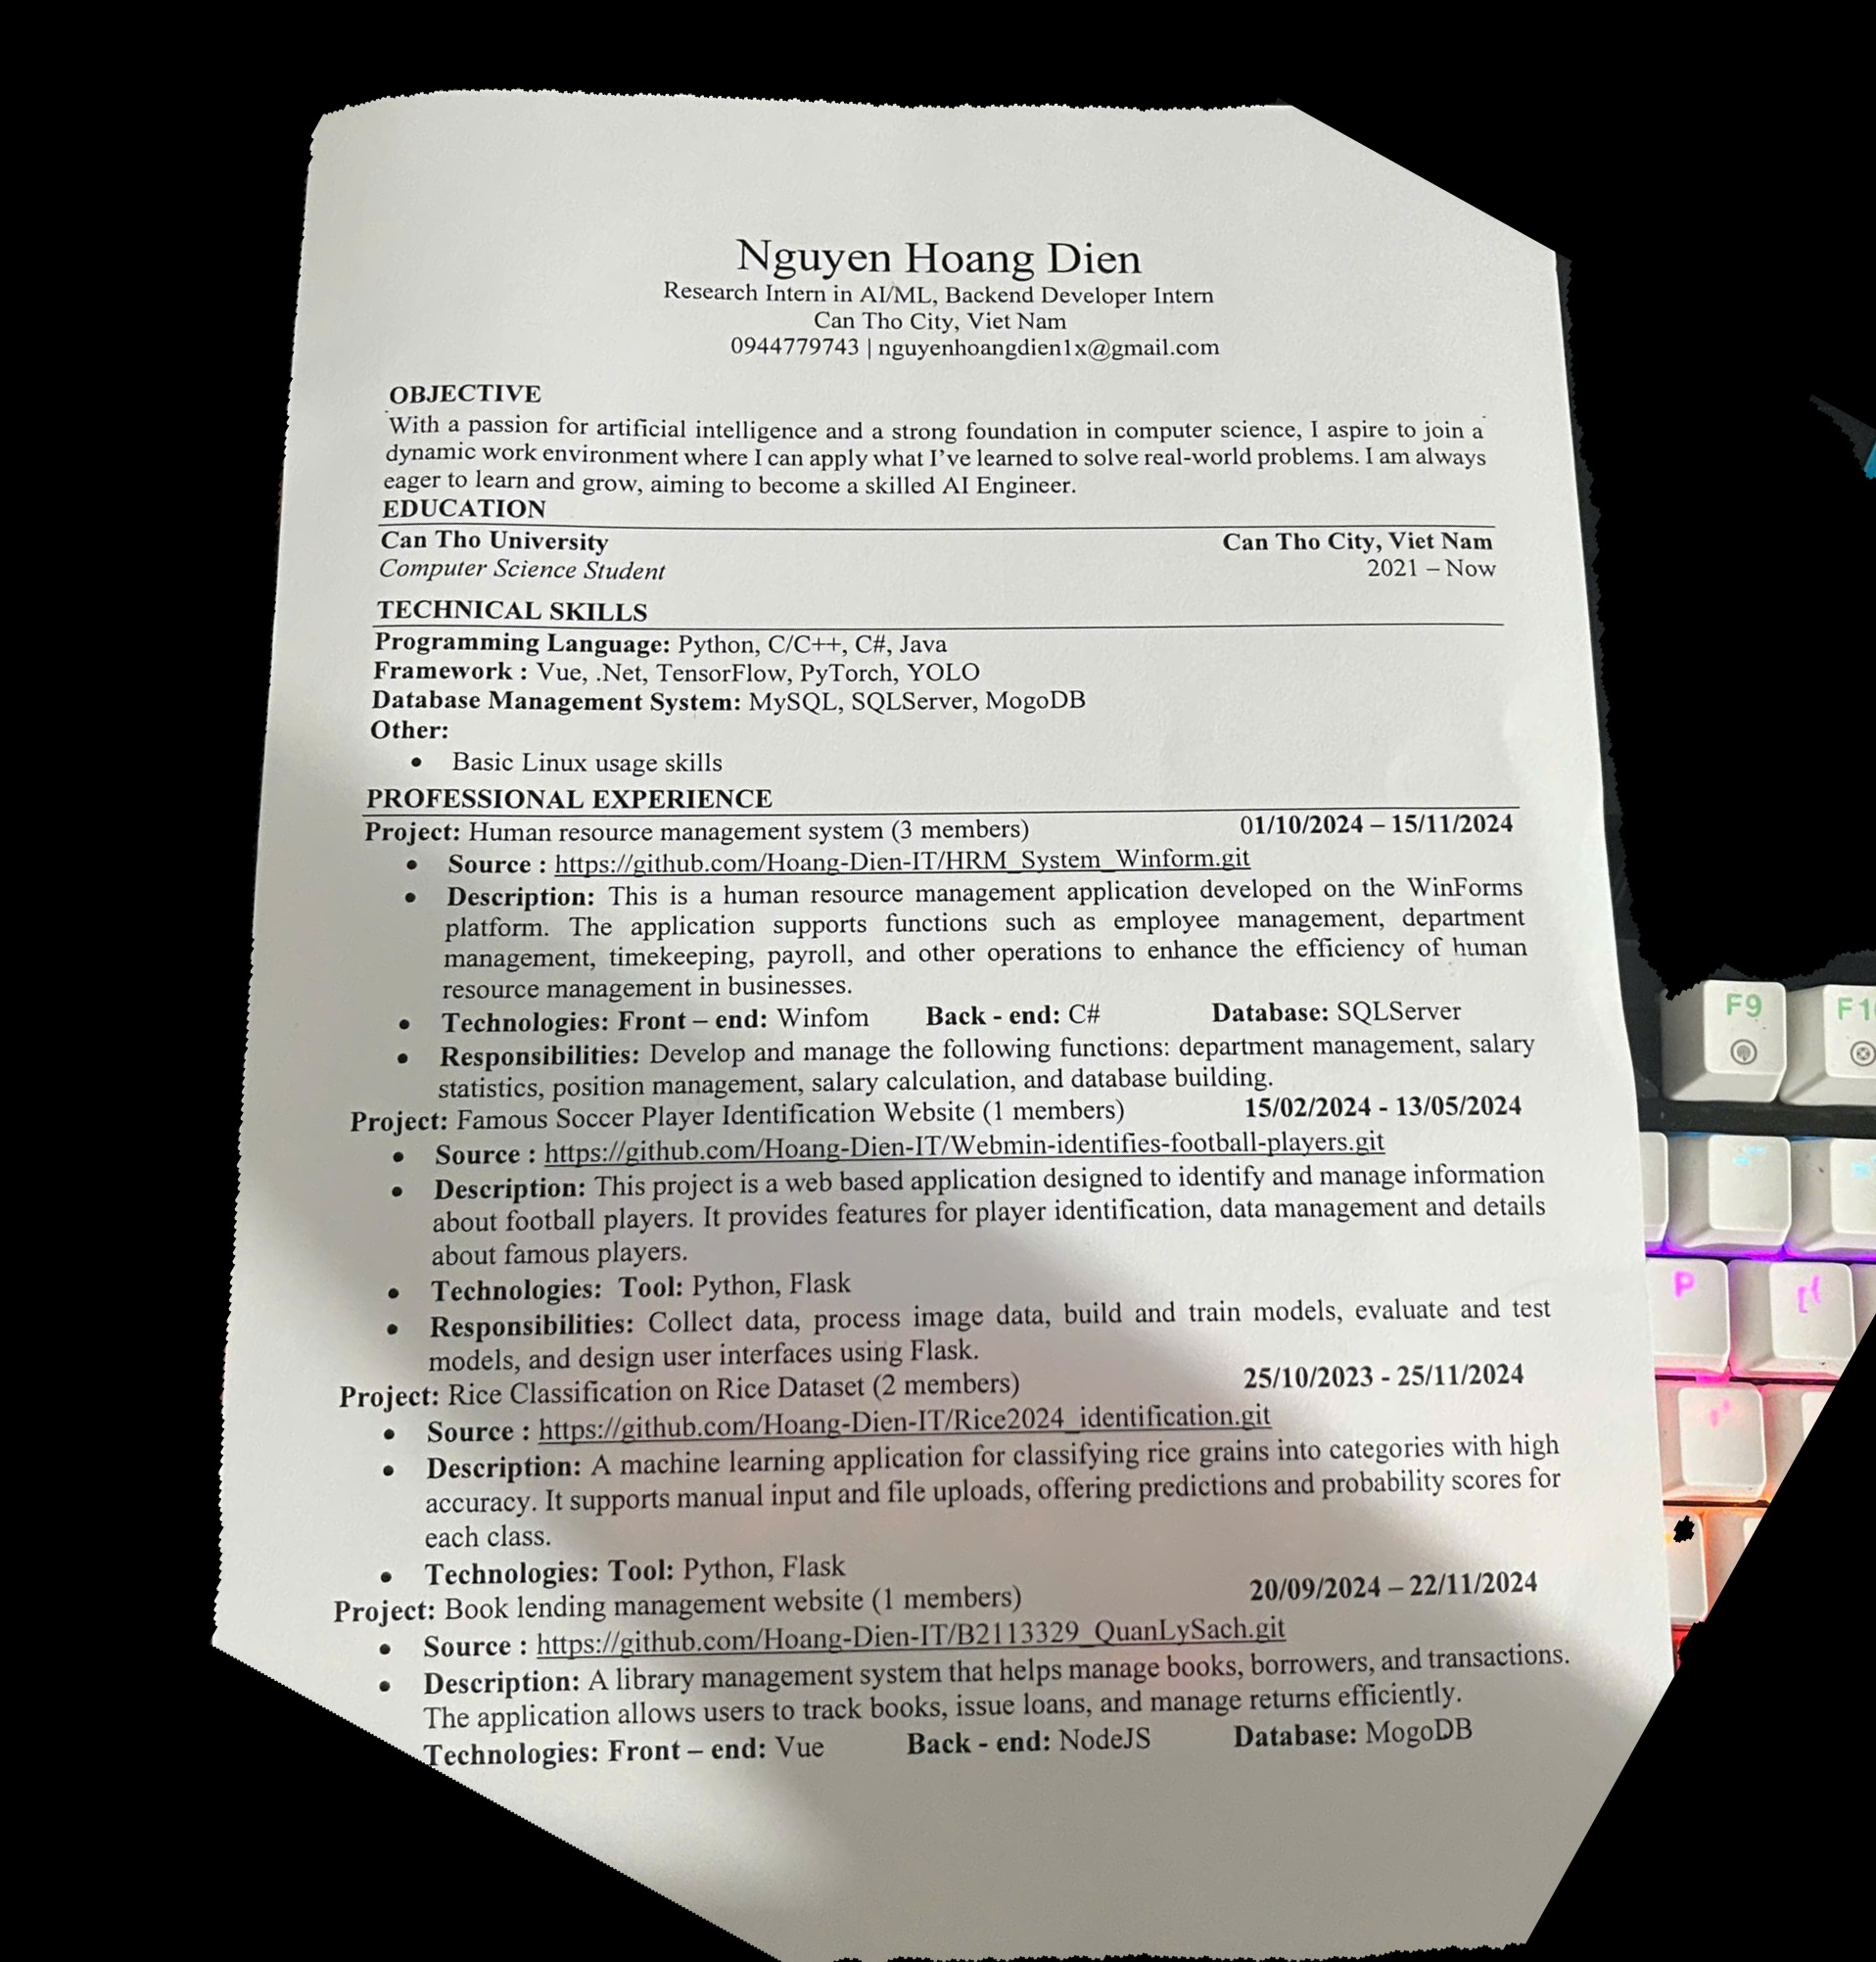 Nguyen Hoang Dien
Research Intern in AI/ML, Backend Developer Intern
Can Tho City, Viet Nam
0944779743 | nguyenhoangdien1x@gmail.com
OBJECTIVE
With a passion for artificial intelligence and a strong foundation in computer science, I aspire to join a
dynamic work environment where I can apply what I've learned to solve real-world problems. I am always
eager to learn and grow, aiming to become a skilled AI Engineer.
EDUCATION
Can Tho University Can Tho City, Viet Nam
Computer Science Student 2021 – Now
TECHNICAL SKILLS
Programming Language: Python, C/C++, C#, Java
Framework : Vue, .Net, TensorFlow, PyTorch, YOLO
Database Management System: MySQL, SQLServer, MogoDB
Other:
• Basic Linux usage skills
PROFESSIONAL EXPERIENCE
Project: Human resource management system (3 members) 01/10/2024 – 15/11/2024
• Source : https://github.com/Hoang-Dien-IT/HRM_System_Winform.git
• Description: This is a human resource management application developed on the WinForms
platform. The application supports functions such as employee management, department
management, timekeeping, payroll, and other operations to enhance the efficiency of human
resource management in businesses.
• Technologies: Front – end: Winfom Back - end: C# Database: SQLServer
• Responsibilities: Develop and manage the following functions: department management, salary
statistics, position management, salary calculation, and database building.
Project: Famous Soccer Player Identification Website (1 members) 15/02/2024 - 13/05/2024
• Source : https://github.com/Hoang-Dien-IT/Webmin-identifies-football-players.git
• Description: This project is a web based application designed to identify and manage information
about football players. It provides features for player identification, data management and details
about famous players.
• Technologies: Tool: Python, Flask
• Responsibilities: Collect data, process image data, build and train models, evaluate and test
models, and design user interfaces using Flask.
Project: Rice Classification on Rice Dataset (2 members) 25/10/2023 - 25/11/2024
• Source : https://github.com/Hoang-Dien-IT/Rice2024_identification.git
• Description: A machine learning application for classifying rice grains into categories with high
accuracy. It supports manual input and file uploads, offering predictions and probability scores for
each class.
• Technologies: Tool: Python, Flask
Project: Book lending management website (1 members) 20/09/2024 – 22/11/2024
• Source : https://github.com/Hoang-Dien-IT/B2113329_QuanLySach.git
• Description: A library management system that helps manage books, borrowers, and transactions.
The application allows users to track books, issue loans, and manage returns efficiently.
Technologies: Front – end: Vue Back - end: NodeJS Database: MogoDB
F9
P